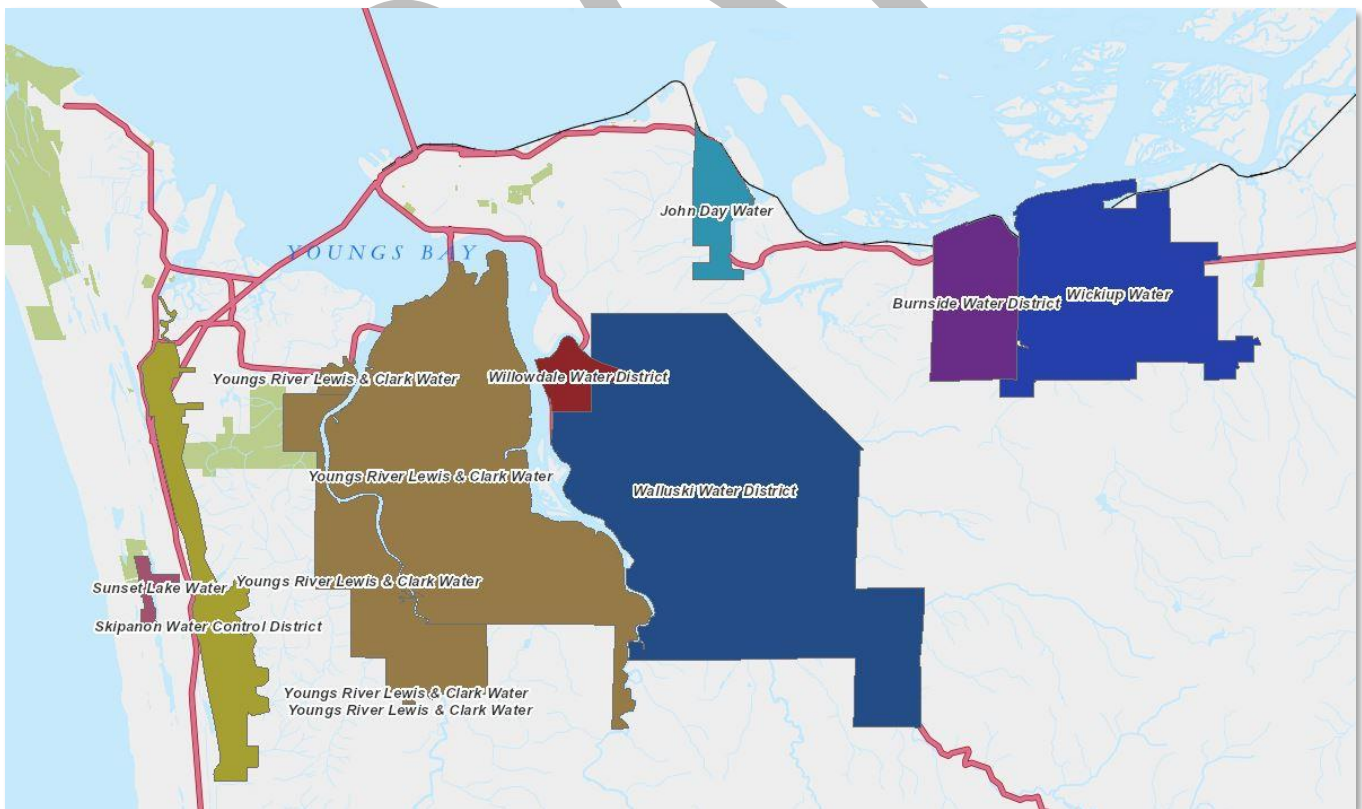 John Day Water
YOUNGS BAY
Wickiup Water
Burnside Water District
Willowdale Water District
Youngs River Lewis & Clark Water
Youngs River Lewis & Clark Water
Walluski Water District
Youngs River Lewis & Clark Water
Sunset Lake Water
Skipanon Water Control District
Youngs River Lewis & Clark Water
Youngs River Lewis & Clark Water